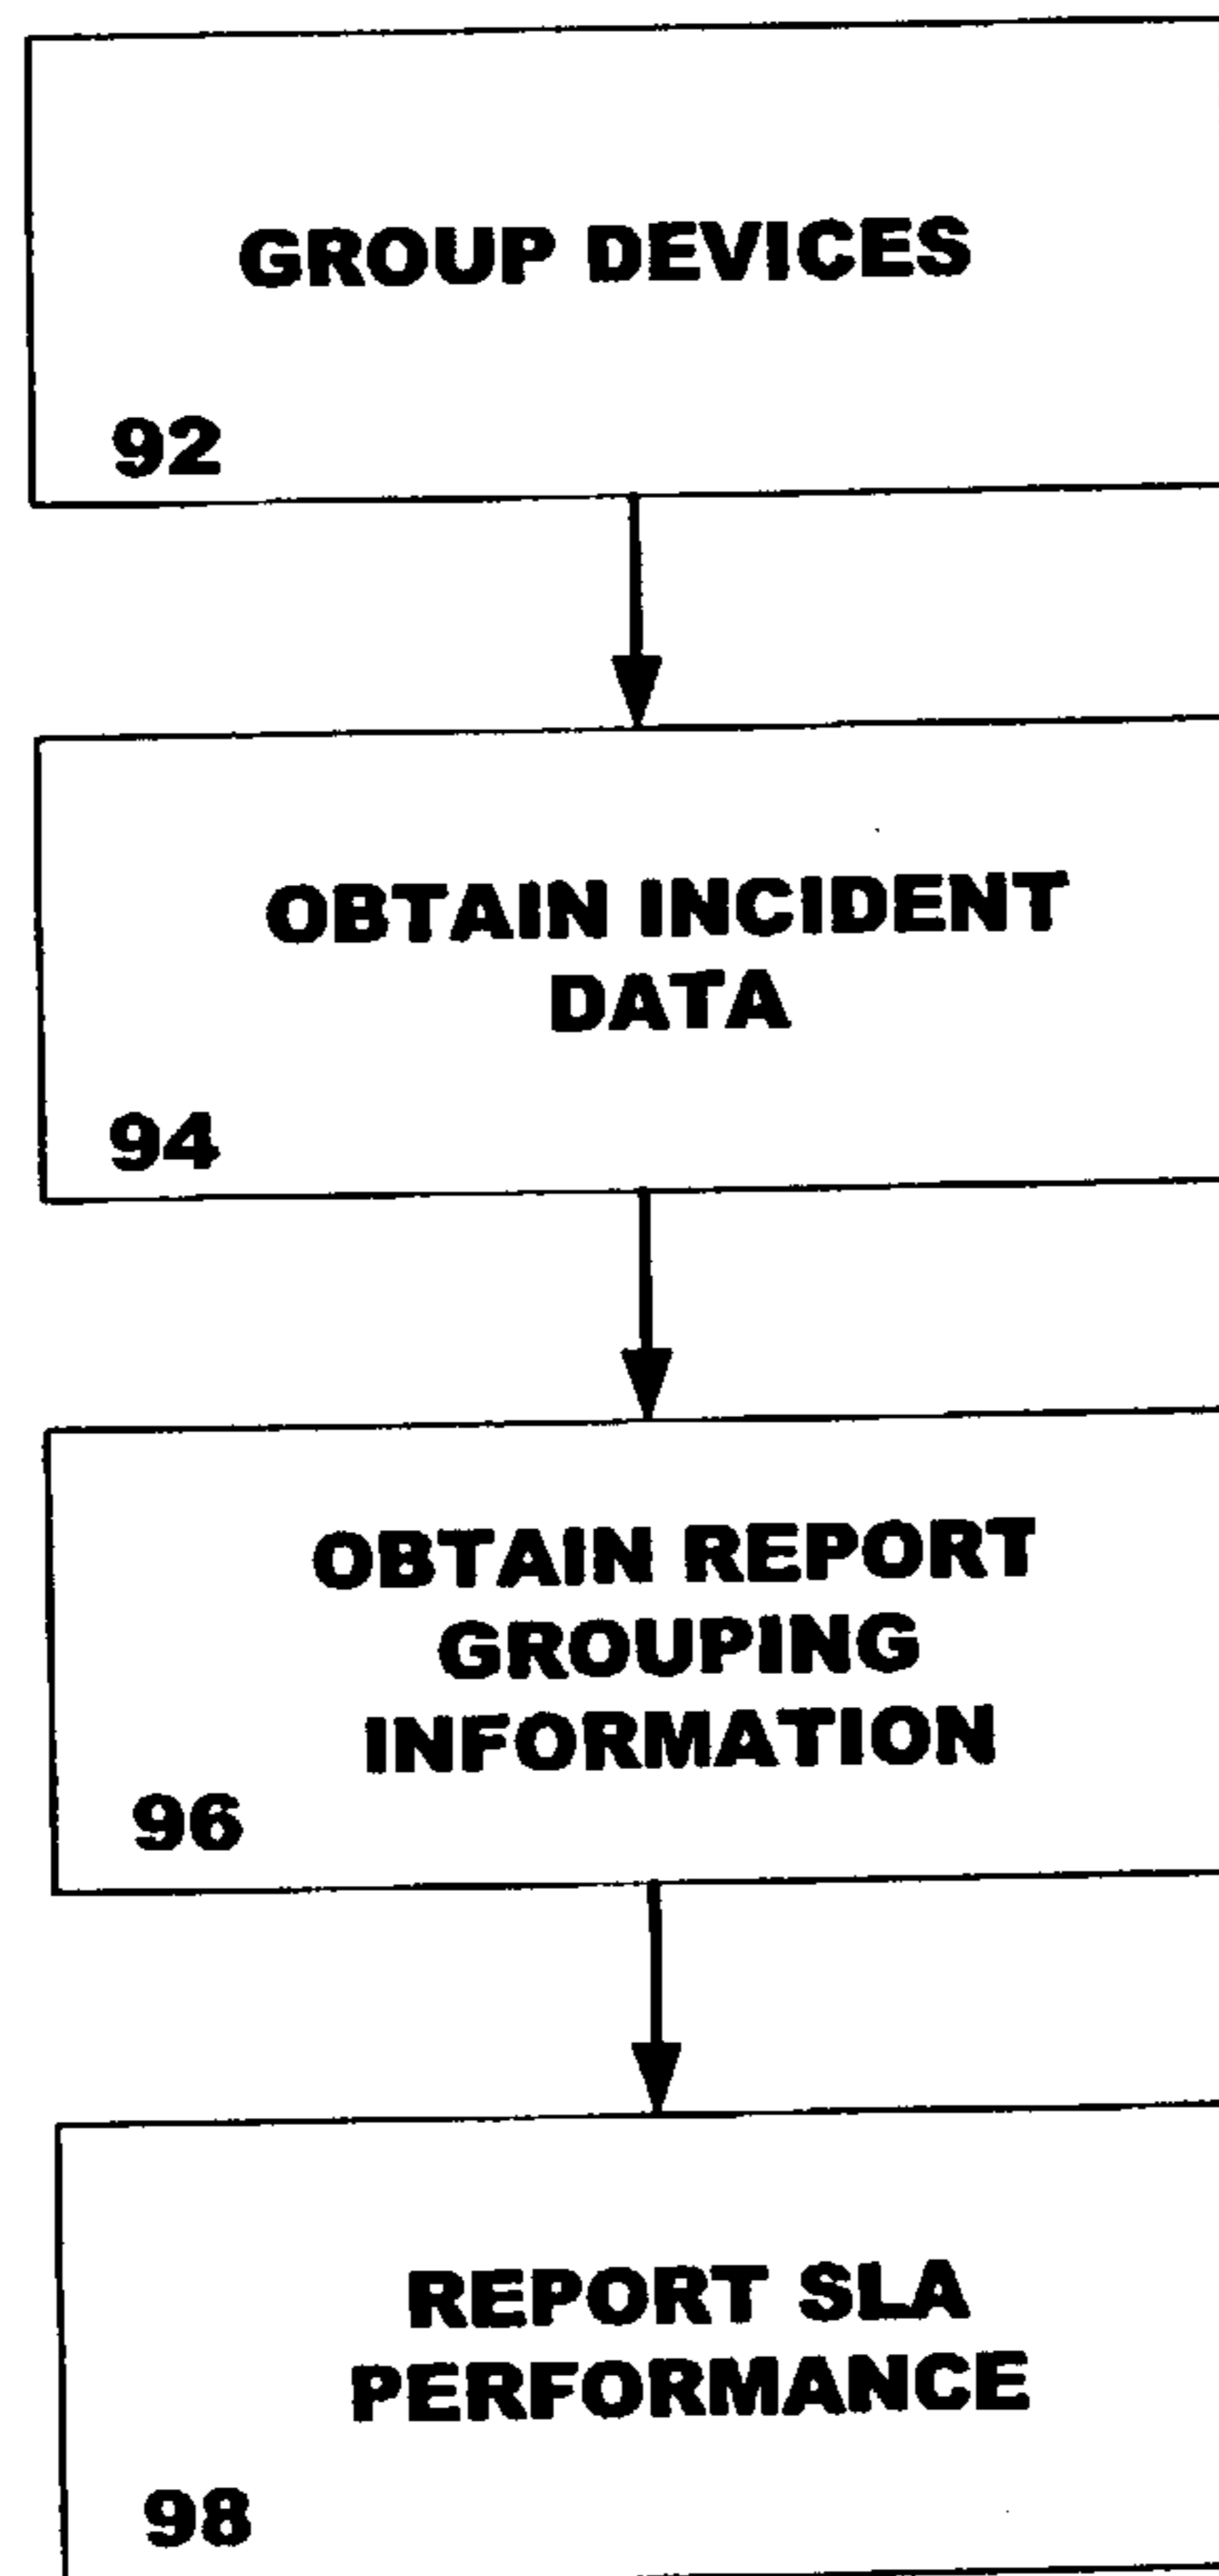 GROUP DEVICES
92
OBTAIN INCIDENT
DATA
94
OBTAIN REPORT
GROUPING
INFORMATION
96
REPORT SLA
PERFORMANCE
98